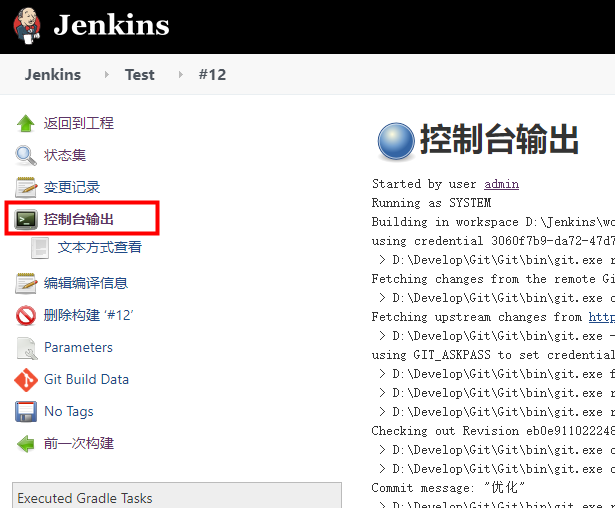 Jenkins
Jenkins Test #12
返回到工程
状态集
变更记录
控制台输出
文本方式查看
编辑编译信息
删除构建 ‘#12’
Parameters
Git Build Data
No Tags
前一次构建
Executed Gradle Tasks
控制台输出
Started by user admin
Running as SYSTEM
Building in workspace D:\Jenkins\wo
using credential 3060f7b9-da72-47d7
> D:\Develop\Git\Git\bin\git.exe r
Fetching changes from the remote Gi
> D:\Develop\Git\Git\bin\git.exe c
Fetching upstream changes from http
> D:\Develop\Git\Git\bin\git.exe -
using GIT_ASKPASS to set credential
> D:\Develop\Git\Git\bin\git.exe f
> D:\Develop\Git\Git\bin\git.exe r
> D:\Develop\Git\Git\bin\git.exe r
Checking out Revision eb0e911022248
> D:\Develop\Git\Git\bin\git.exe c
> D:\Develop\Git\Git\bin\git.exe c
Commit message: "优化"
> D:\Develop\Git\Git\bin\git.exe r